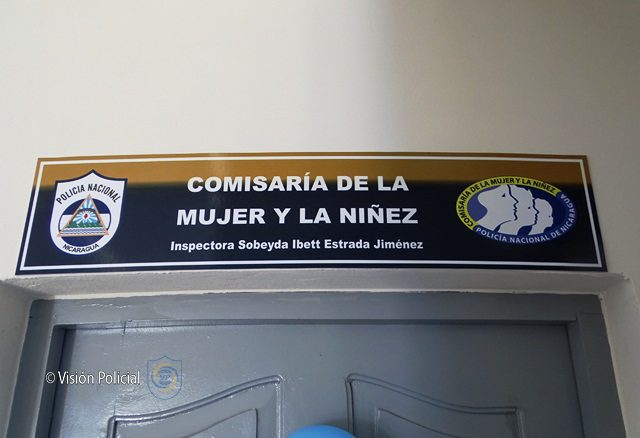 COMISARÍA DE LA
MUJER Y LA NIÑEZ
Inspectora Sobeyda Ibett Estrada Jiménez
POLICIA NACIONAL
NICARAGUA
COMISARÍA DE LA MUJER Y LA NIÑEZ
POLICÍA NACIONAL DE NICARAGUA
© Visión Policial